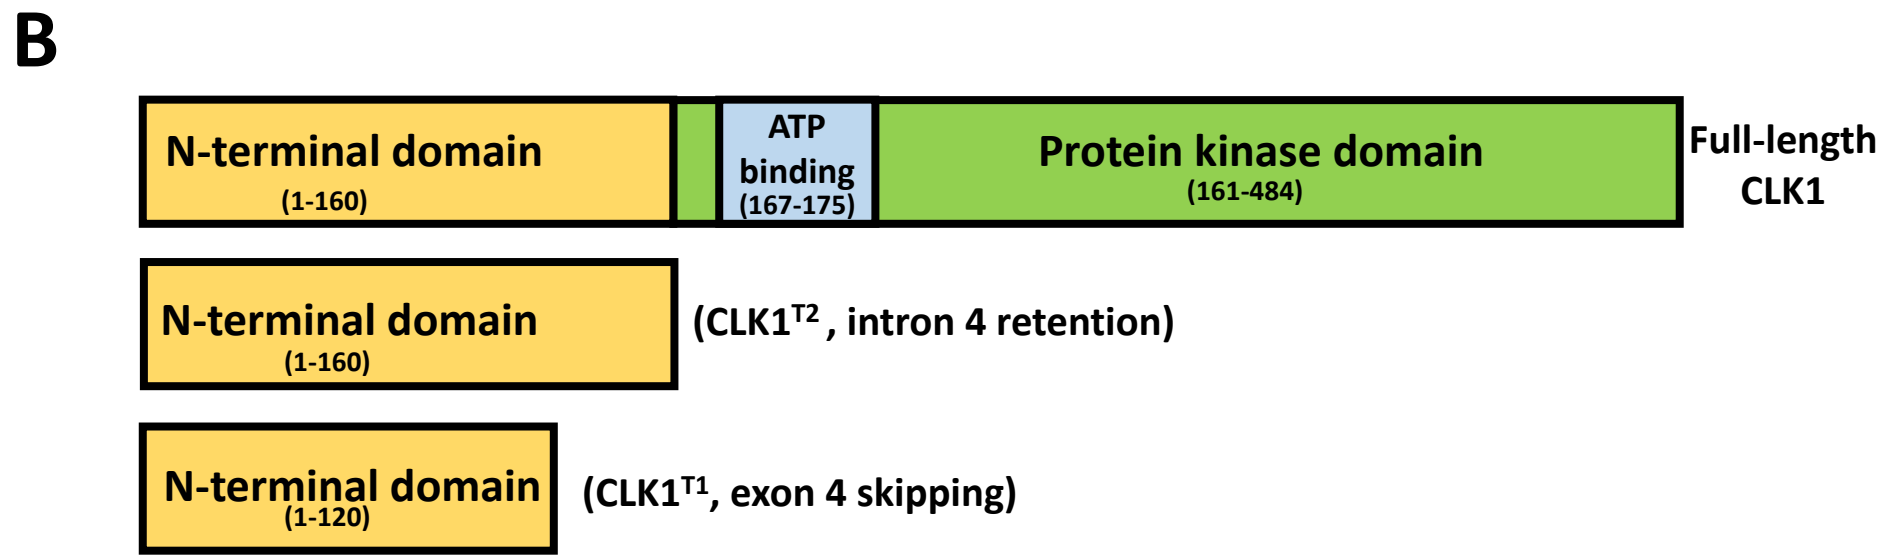 B
N-terminal domain
(1-160)
ATP
binding
(167-175)
Protein kinase domain
(161-484)
Full-length
CLK1
N-terminal domain
(1-160)
(CLK1ᵀ², intron 4 retention)
N-terminal domain
(1-120)
(CLK1ᵀ¹, exon 4 skipping)